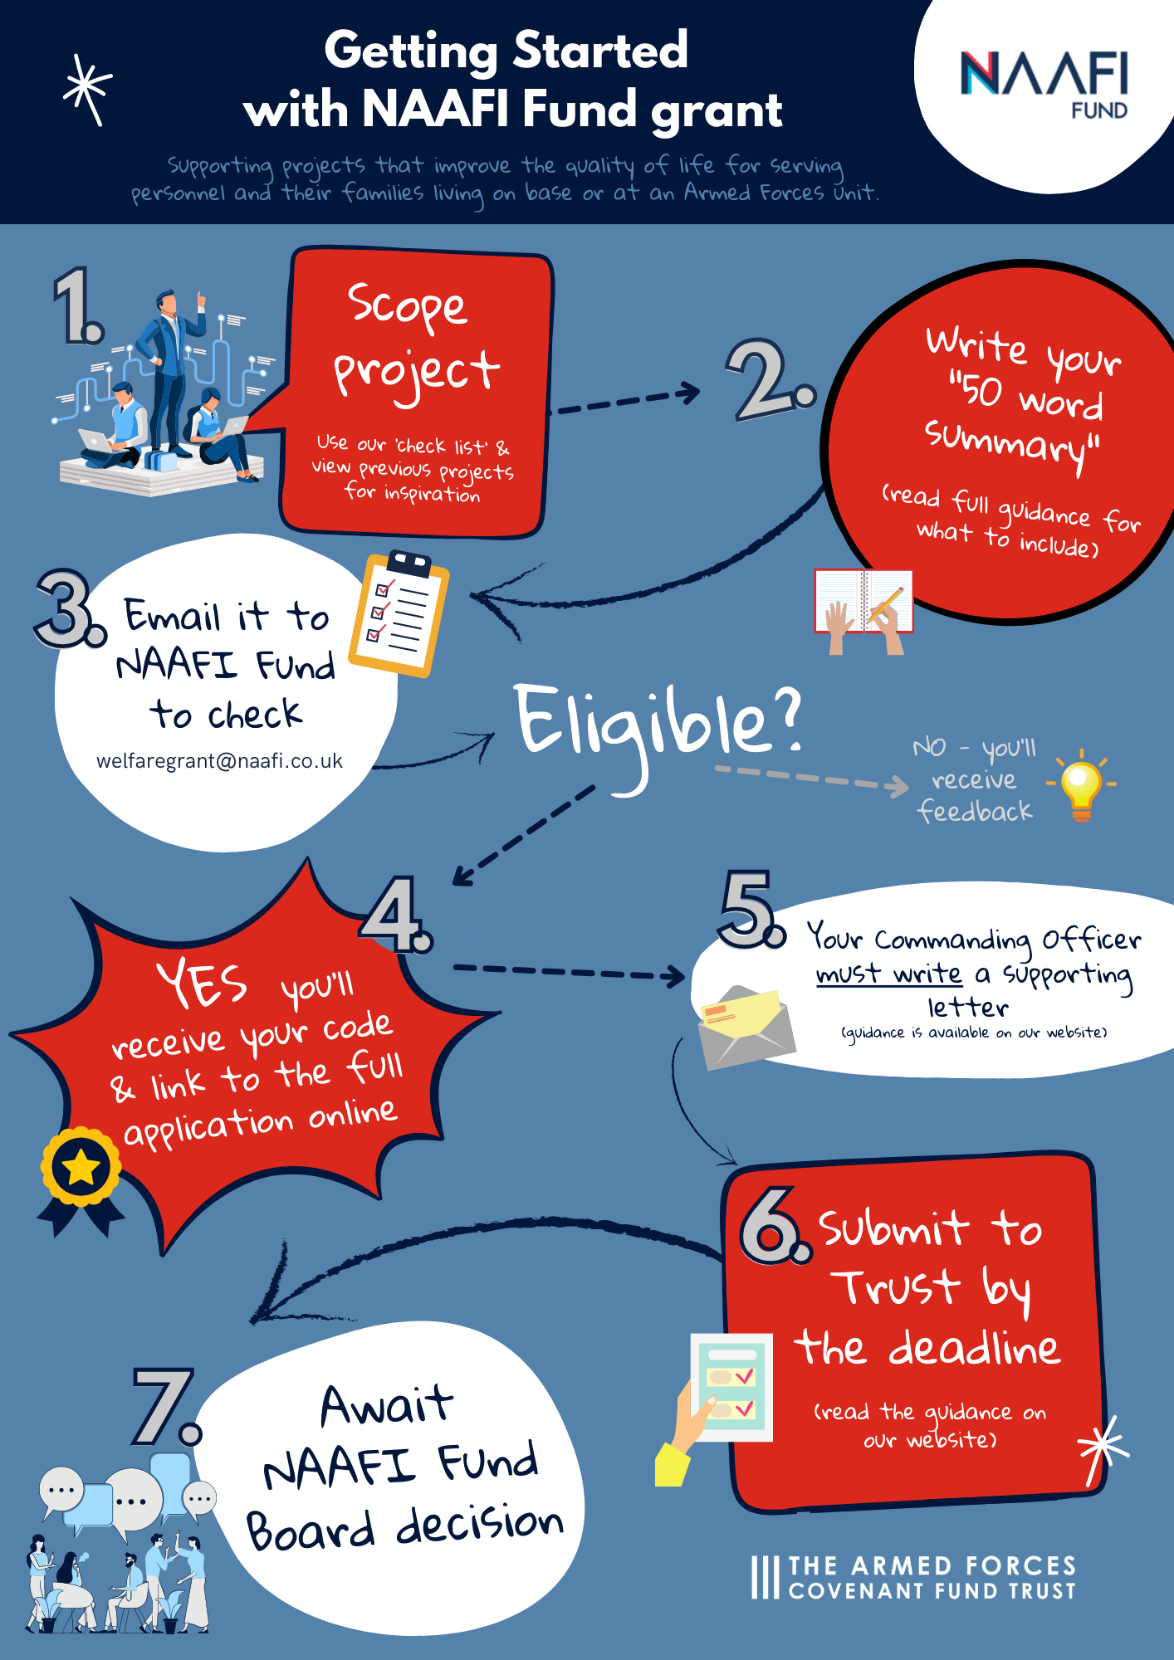 Getting Started
with NAAFI Fund grant
NAAFI
FUND
Supporting projects that improve the quality of life for serving
personnel and their families living on base or at an Armed Forces unit.
1.
Scope
project
Use our 'check list' &
view previous projects
for inspiration
2.
Write your
"50 word
summary"
(read full guidance for
what to include)
3.
Email it to
NAAFI Fund
to check
welfaregrant@naafi.co.uk
Eligible?
NO - you'll
receive
feedback
4.
YES you'll
receive your code
& link to the full
application online
5.
Your Commanding Officer
must write a supporting
letter
(guidance is available on our website)
6.
Submit to
Trust by
the deadline
(read the guidance on
our website)
7.
Await
NAAFI Fund
Board decision
THE ARMED FORCES
COVENANT FUND TRUST